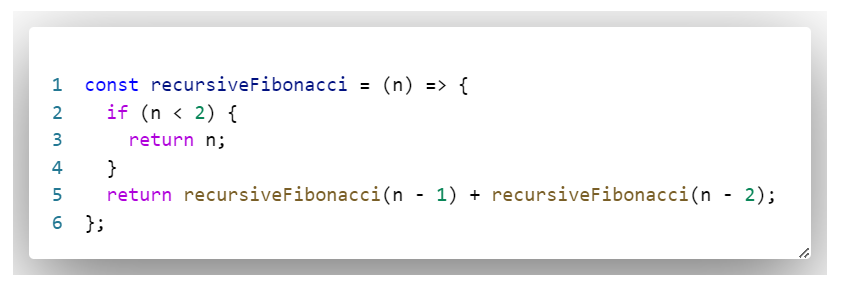 1 const recursiveFibonacci = (n) => {
2   if (n < 2) {
3     return n;
4   }
5   return recursiveFibonacci(n - 1) + recursiveFibonacci(n - 2);
6 };